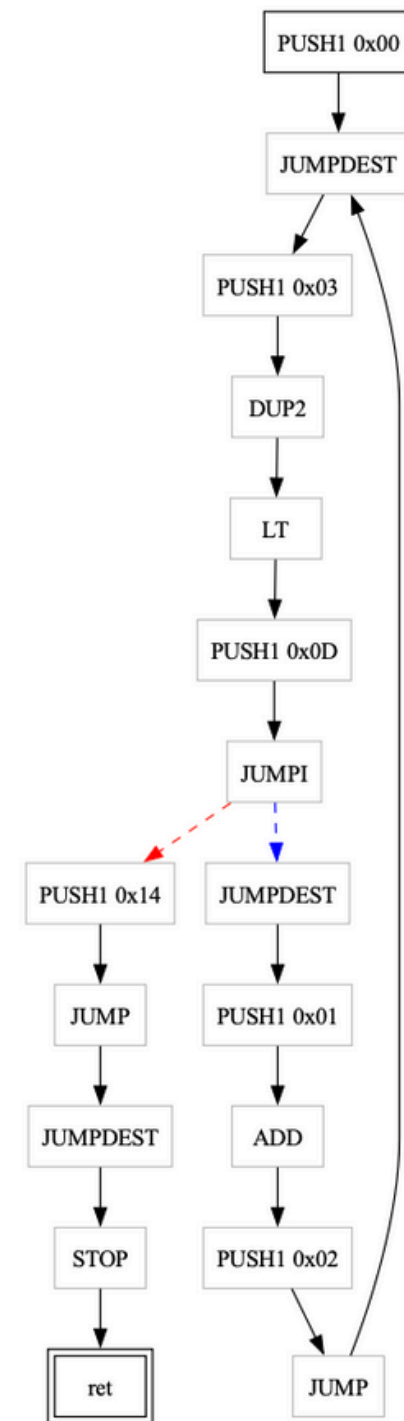 PUSH1 0x00
JUMPDEST
PUSH1 0x03
DUP2
LT
PUSH1 0x0D
JUMPI
PUSH1 0x14
JUMPDEST
JUMP
PUSH1 0x01
JUMPDEST
ADD
STOP
PUSH1 0x02
ret
JUMP